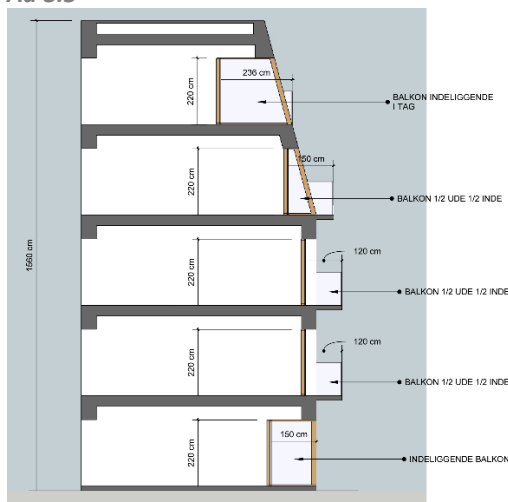 236 cm
220 cm
BALKON INDELIGGENDE
I TAG
150 cm
220 cm
BALKON 1/2 UDE 1/2 INDE
1560 cm
120 cm
220 cm
BALKON 1/2 UDE 1/2 INDE
120 cm
220 cm
BALKON 1/2 UDE 1/2 INDE
150 cm
220 cm
INDELIGGENDE BALKON